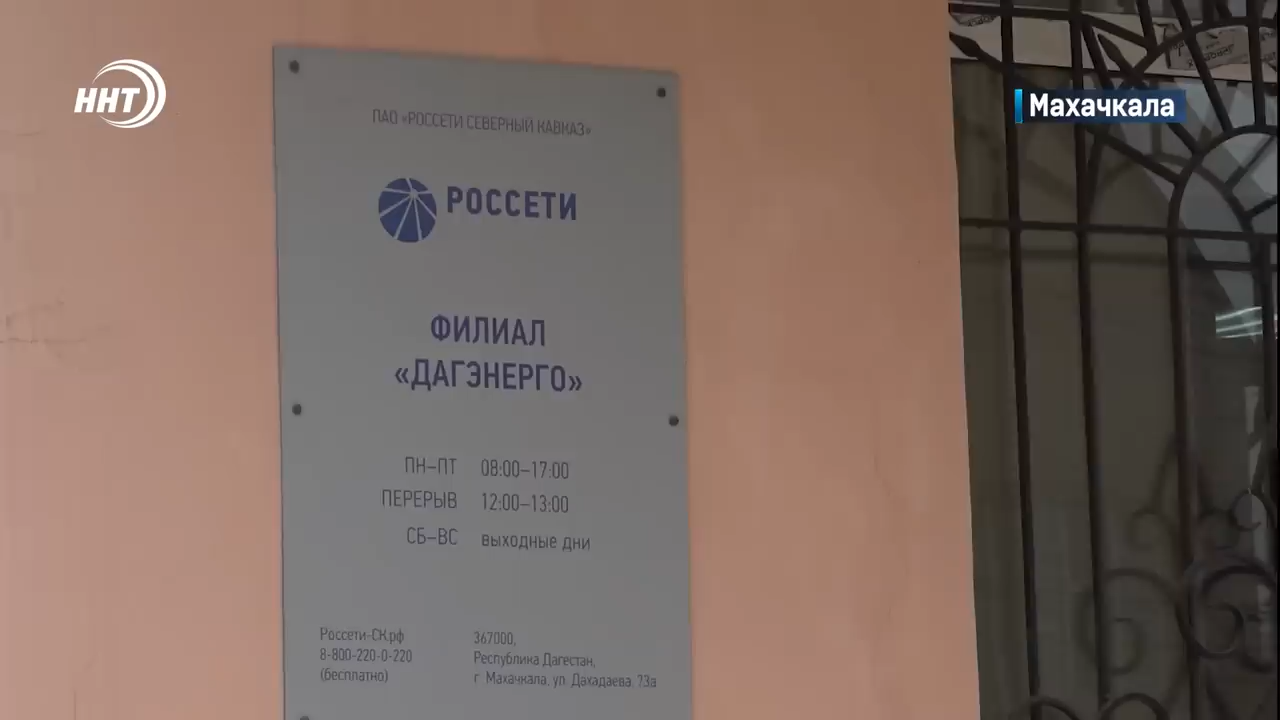 ННТ
Махачкала
ПАО «РОССЕТИ СЕВЕРНЫЙ КАВКАЗ»
РОССЕТИ
ФИЛИАЛ
«ДАГЭНЕРГО»
ПН–ПТ 08:00–17:00
ПЕРЕРЫВ 12:00–13:00
СБ–ВС выходные дни
Россети-СК.рф
8-800-220-0-220
(бесплатно)
367000,
Республика Дагестан,
г. Махачкала, ул. Дахадаева, 73а